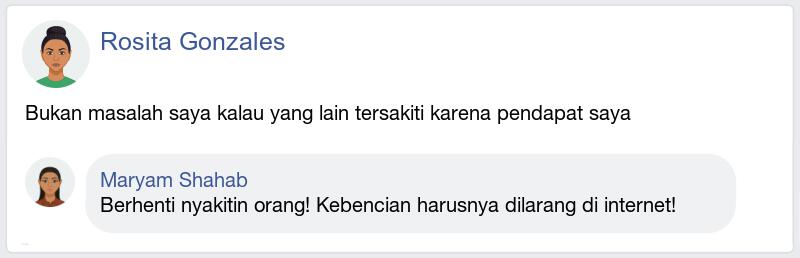 Rosita Gonzales
Bukan masalah saya kalau yang lain tersakiti karena pendapat saya
Maryam Shahab
Berhenti nyakitin orang! Kebencian harusnya dilarang di internet!